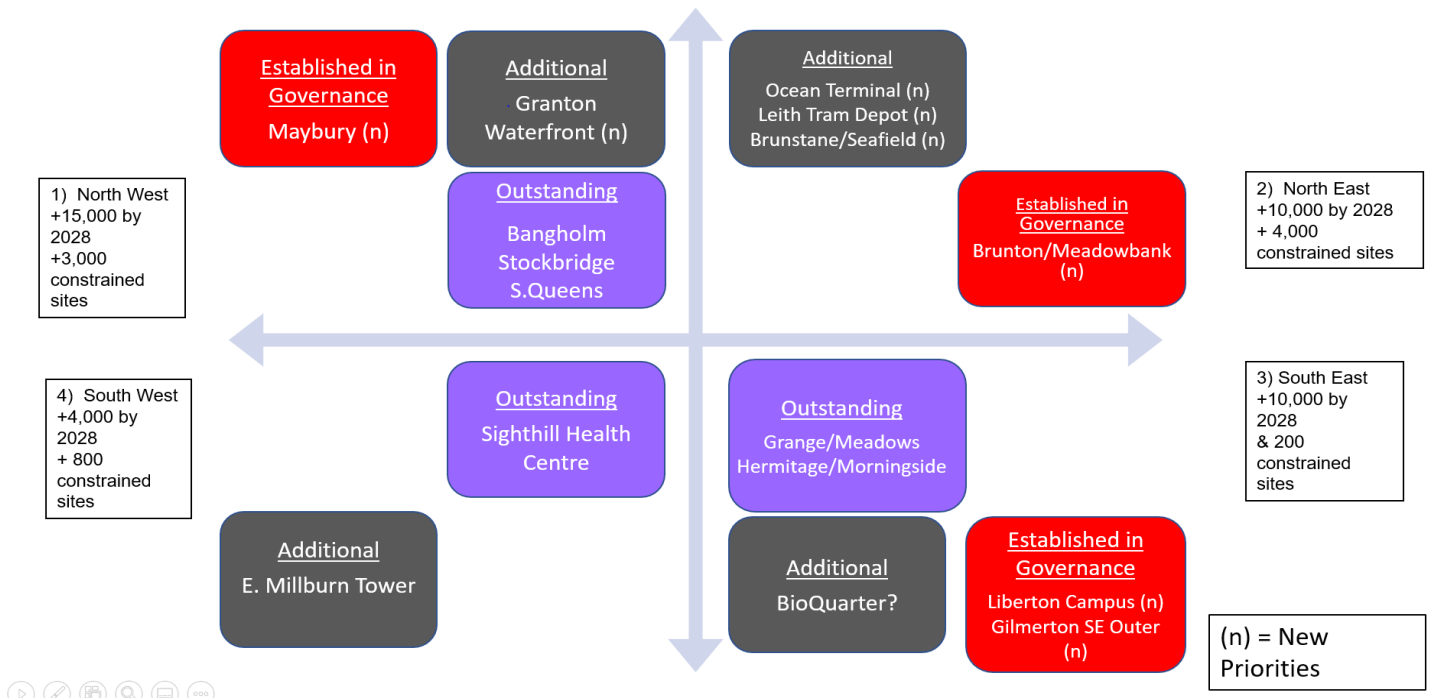 Established in
Governance
Maybury (n)
Additional
Granton
Waterfront (n)
Additional
Ocean Terminal (n)
Leith Tram Depot (n)
Brunstane/Seafield (n)
1)  North West
+15,000 by
2028
+3,000
constrained
sites
Outstanding
Bangholm
Stockbridge
S.Queens
Established in
Governance
Brunton/Meadowbank
(n)
2)  North East
+10,000 by 2028
+ 4,000
constrained sites
4)  South West
+4,000 by
2028
+ 800
constrained
sites
Outstanding
Sighthill Health
Centre
Outstanding
Grange/Meadows
Hermitage/Morningside
3) South East
+10,000 by
2028
& 200
constrained
sites
Additional
E. Millburn Tower
Additional
BioQuarter?
Established in
Governance
Liberton Campus (n)
Gilmerton SE Outer
(n)
(n) = New
Priorities